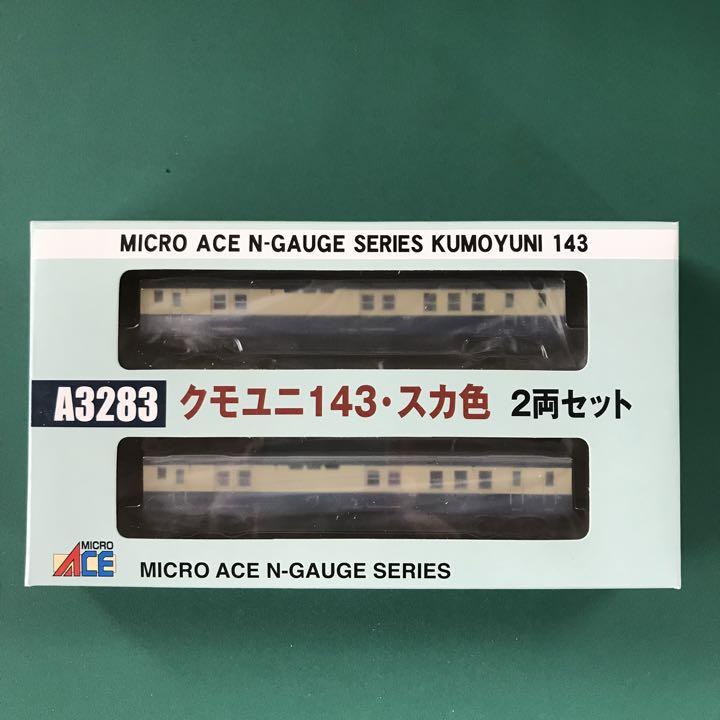 MICRO ACE N-GAUGE SERIES KUMOYUNI 143
A3283 クモユニ143・スカ色 2両セット
MICRO ACE
MICRO ACE N-GAUGE SERIES